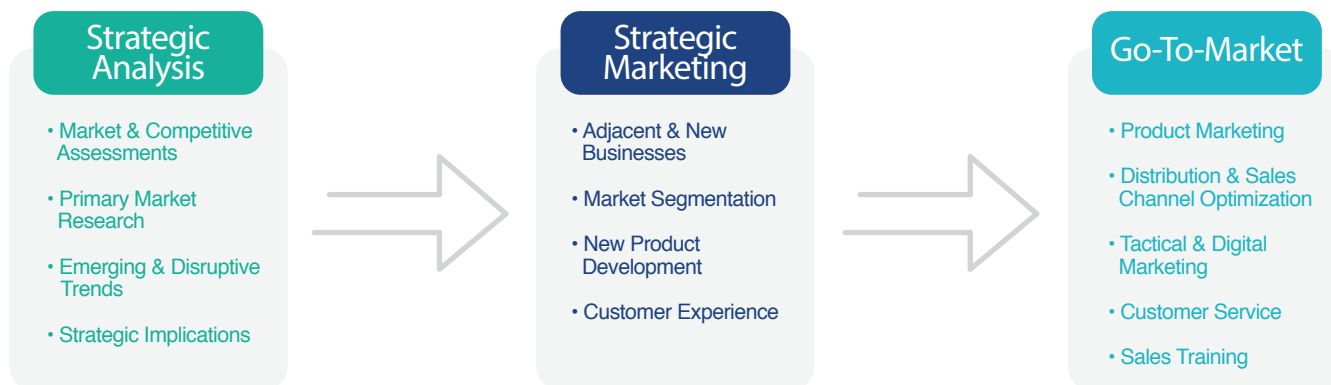 Strategic
Analysis
• Market & Competitive
Assessments
• Primary Market
Research
• Emerging & Disruptive
Trends
• Strategic Implications
Strategic
Marketing
• Adjacent & New
Businesses
• Market Segmentation
• New Product
Development
• Customer Experience
Go-To-Market
• Product Marketing
• Distribution & Sales
Channel Optimization
• Tactical & Digital
Marketing
• Customer Service
• Sales Training